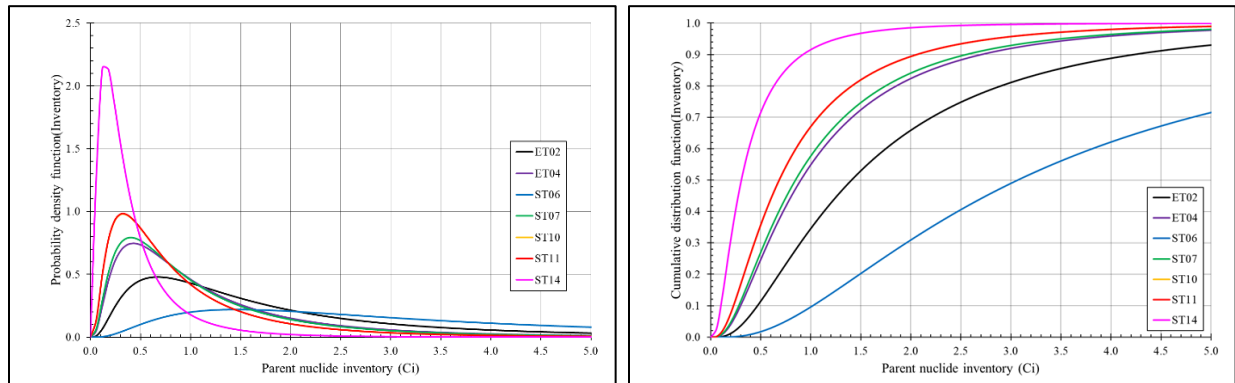 Probability density function(Inventory)
2.5
2.0
1.5
1.0
0.5
0.0
0.0 0.5 1.0 1.5 2.0 2.5 3.0 3.5 4.0 4.5 5.0
Parent nuclide inventory (Ci)
ET02
ET04
ST06
ST07
ST10
ST11
ST14
Cumulative distribution function(Inventory)
1.0
0.9
0.8
0.7
0.6
0.5
0.4
0.3
0.2
0.1
0.0
0.0 0.5 1.0 1.5 2.0 2.5 3.0 3.5 4.0 4.5 5.0
Parent nuclide inventory (Ci)
ET02
ET04
ST06
ST07
ST10
ST11
ST14